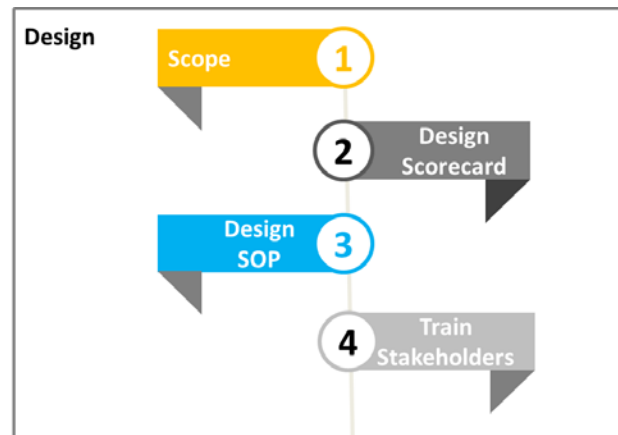 Design
Scope
1
2
Design
Scorecard
Design
SOP
3
4
Train
Stakeholders